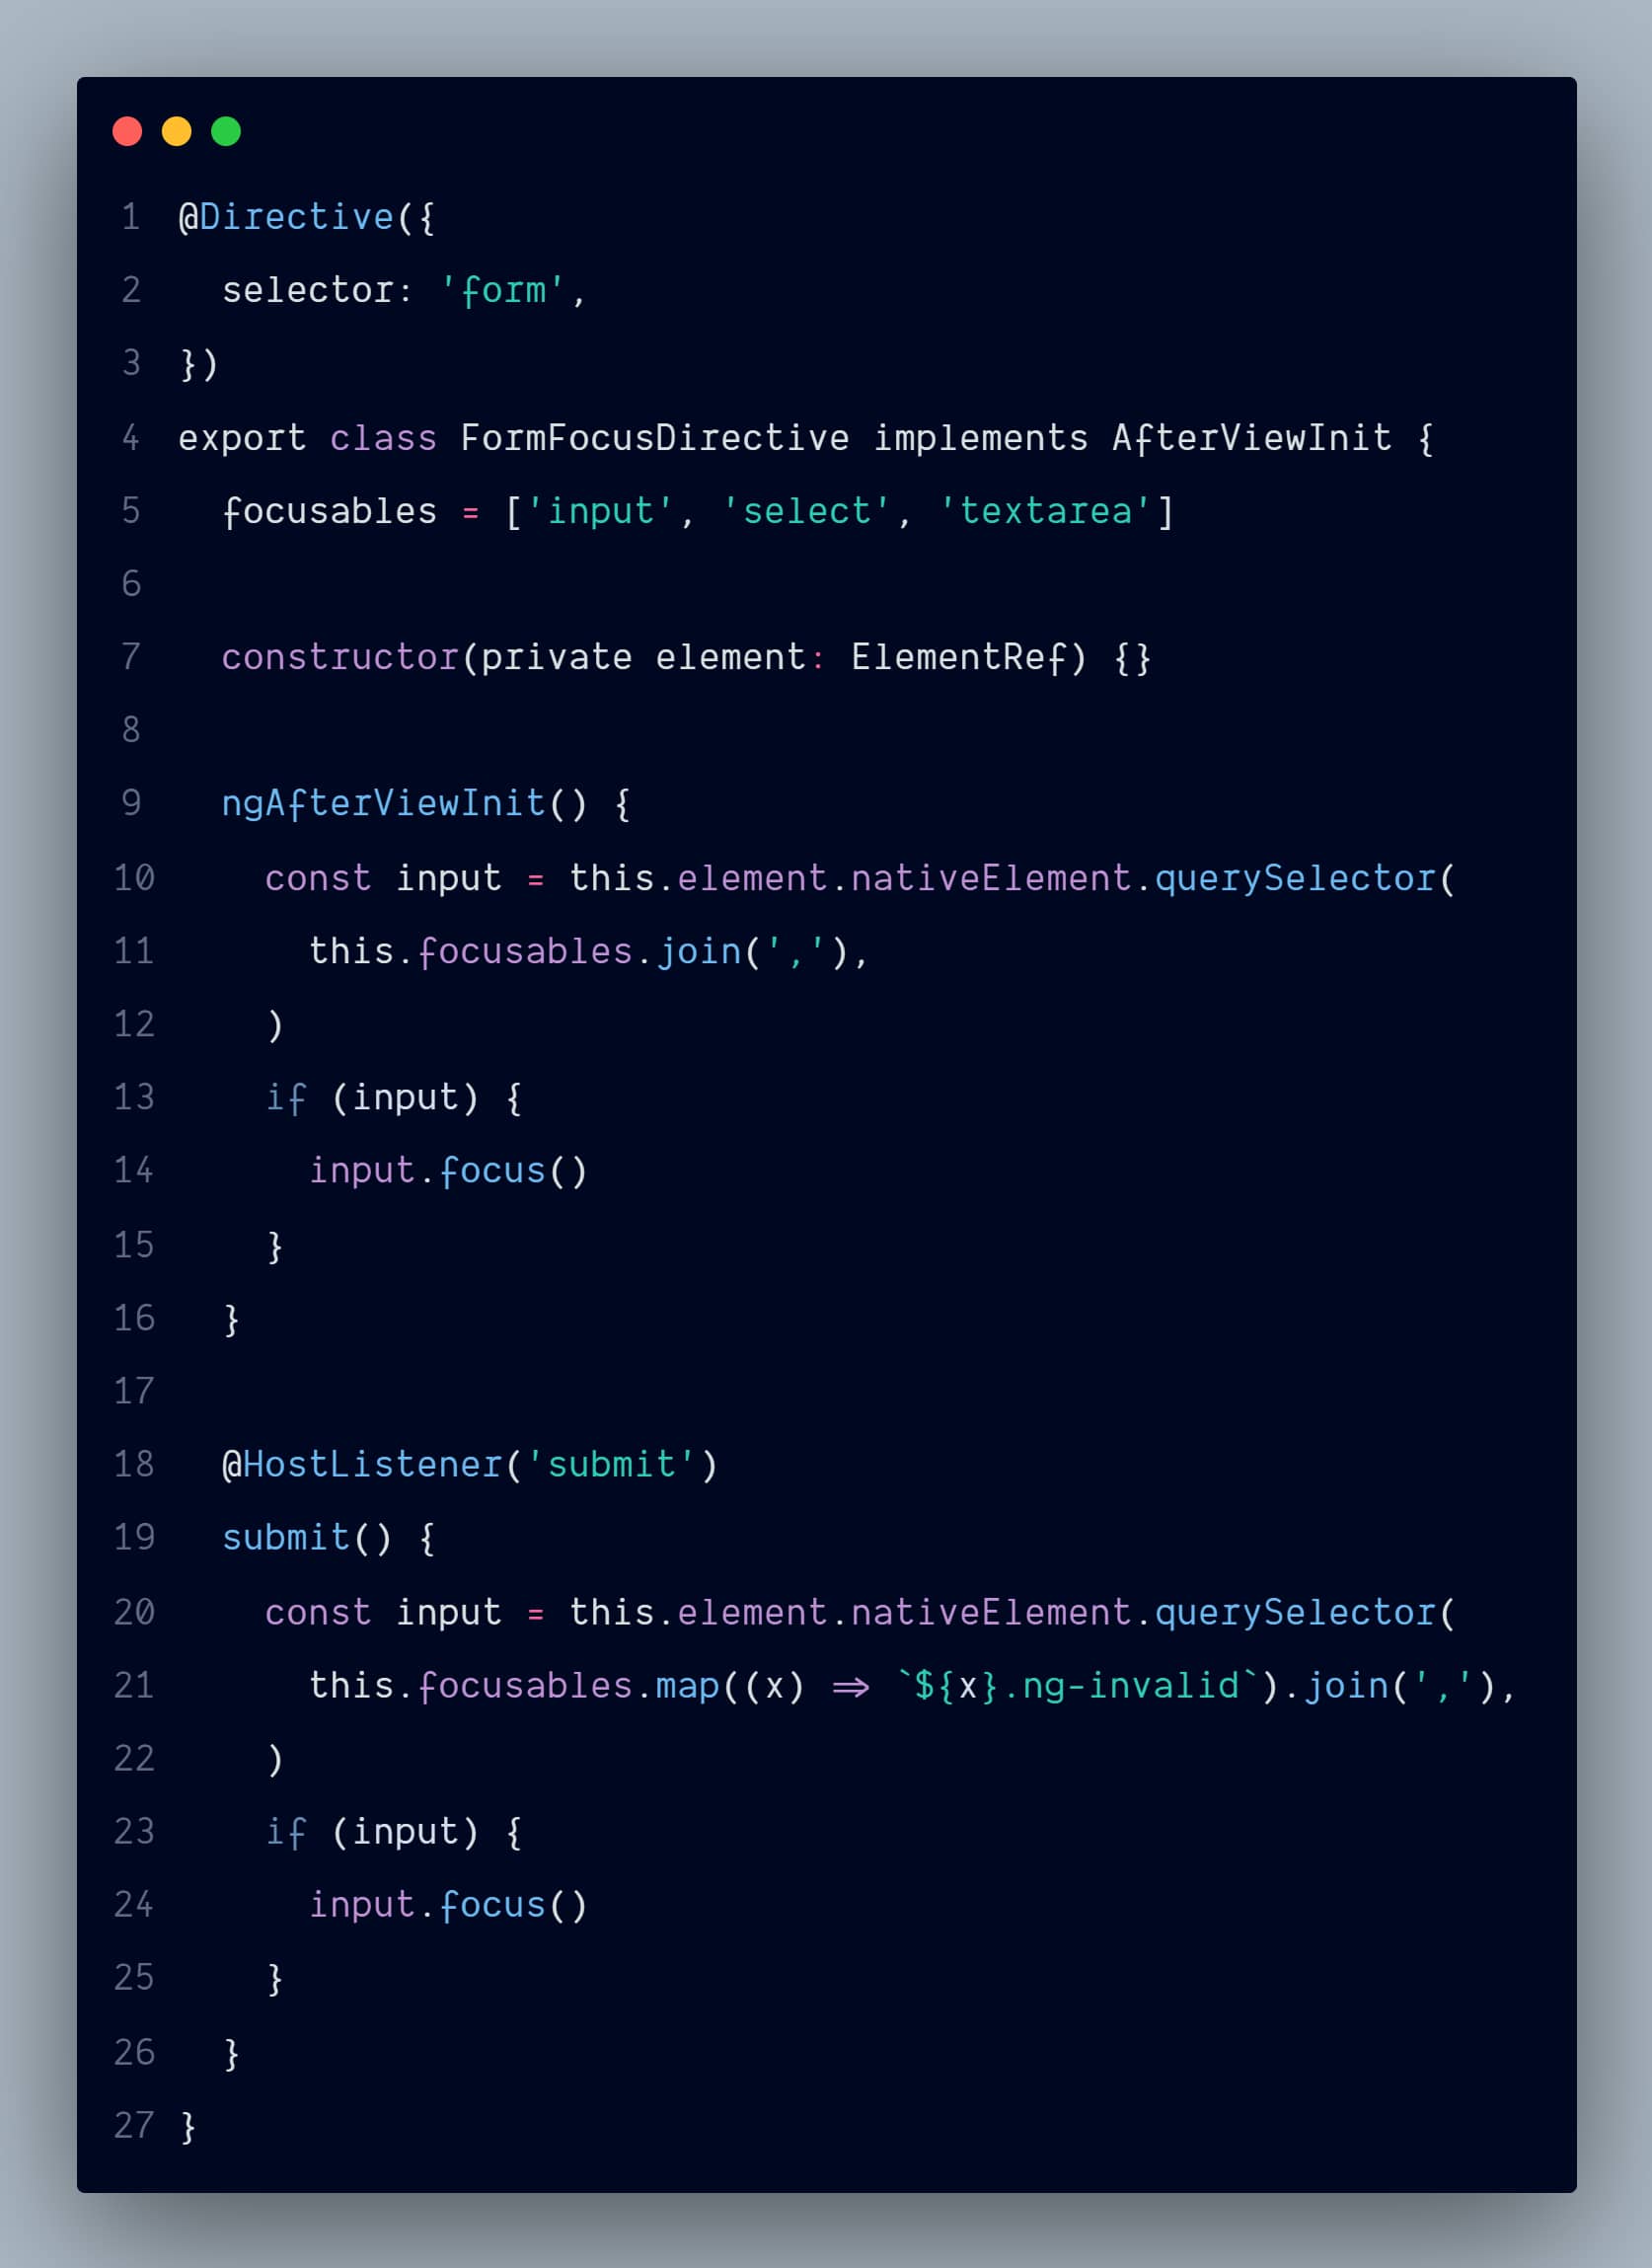 1 @Directive({
2   selector: 'form',
3 })
4 export class FormFocusDirective implements AfterViewInit {
5   focusables = ['input', 'select', 'textarea']
6
7   constructor(private element: ElementRef) {}
8
9   ngAfterViewInit() {
10     const input = this.element.nativeElement.querySelector(
11       this.focusables.join(','),
12     )
13     if (input) {
14       input.focus()
15     }
16   }
17
18   @HostListener('submit')
19   submit() {
20     const input = this.element.nativeElement.querySelector(
21       this.focusables.map((x) => `${x}.ng-invalid`).join(','),
22     )
23     if (input) {
24       input.focus()
25     }
26   }
27 }